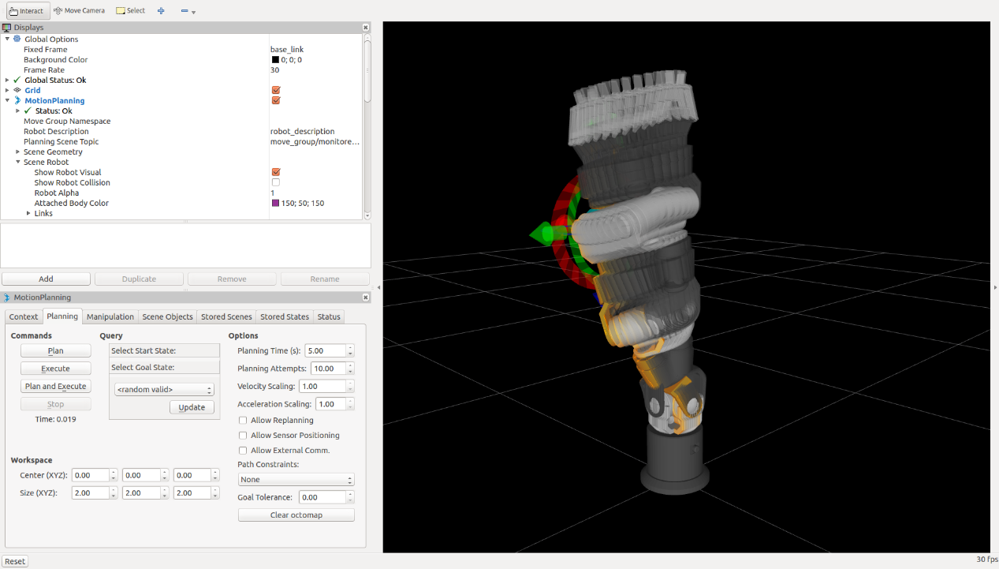 Interact Move Camera Select
Displays
Global Options
Fixed Frame base_link
Background Color 0; 0; 0
Frame Rate 30
Global Status: Ok
Grid
MotionPlanning
Status: Ok
Move Group Namespace
Robot Description robot_description
Planning Scene Topic move_group/monitore...
Scene Geometry
Scene Robot
Show Robot Visual
Show Robot Collision
Robot Alpha 1
Attached Body Color 150; 50; 150
Links
Add Duplicate Remove Rename
MotionPlanning
Context Planning Manipulation Scene Objects Stored Scenes Stored States Status
Commands
Plan
Execute
Plan and Execute
Stop
Time: 0.019
Query
Select Start State:
Select Goal State:
<random valid>
Update
Options
Planning Time (s): 5.00
Planning Attempts: 10.00
Velocity Scaling: 1.00
Acceleration Scaling: 1.00
Allow Replanning
Allow Sensor Positioning
Allow External Comm.
Path Constraints:
None
Goal Tolerance: 0.00
Clear octomap
Workspace
Center (XYZ): 0.00 0.00 0.00
Size (XYZ): 2.00 2.00 2.00
Reset
30 fps